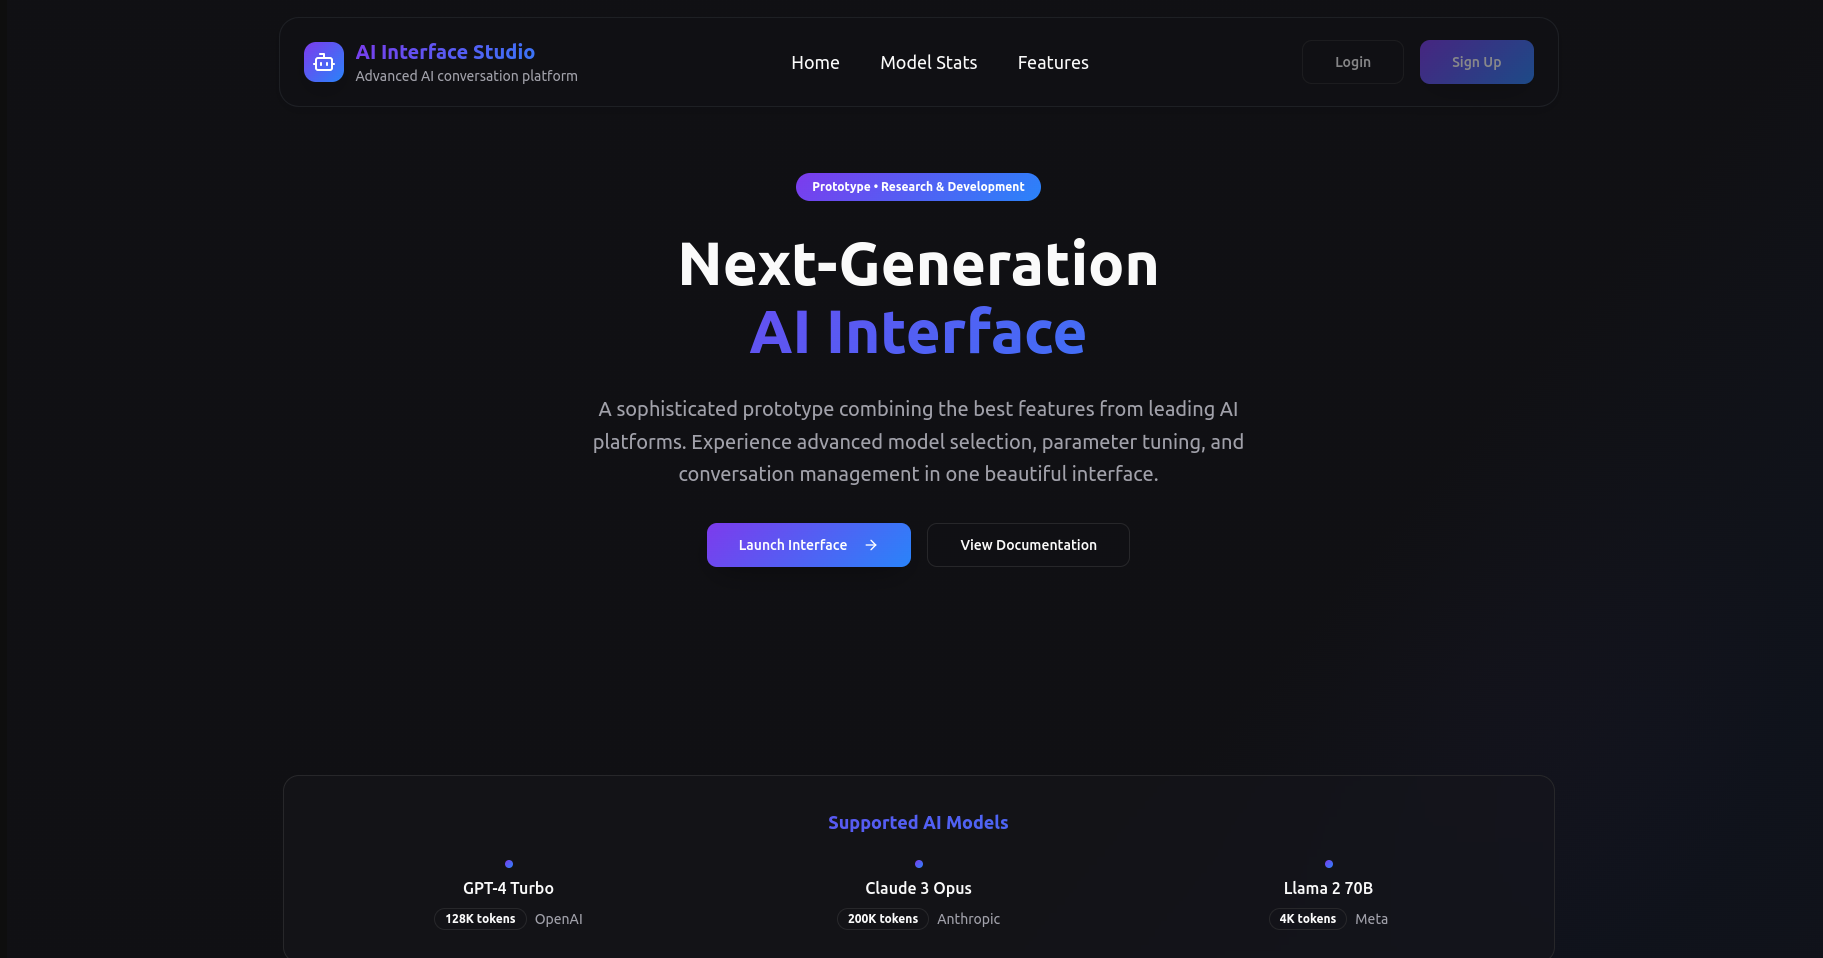 AI Interface Studio
Advanced AI conversation platform
Home
Model Stats
Features
Login
Sign Up
Prototype • Research & Development
Next-Generation
AI Interface
A sophisticated prototype combining the best features from leading AI
platforms. Experience advanced model selection, parameter tuning, and
conversation management in one beautiful interface.
Launch Interface →
View Documentation
Supported AI Models
GPT-4 Turbo
128K tokens OpenAI
Claude 3 Opus
200K tokens Anthropic
Llama 2 70B
4K tokens Meta